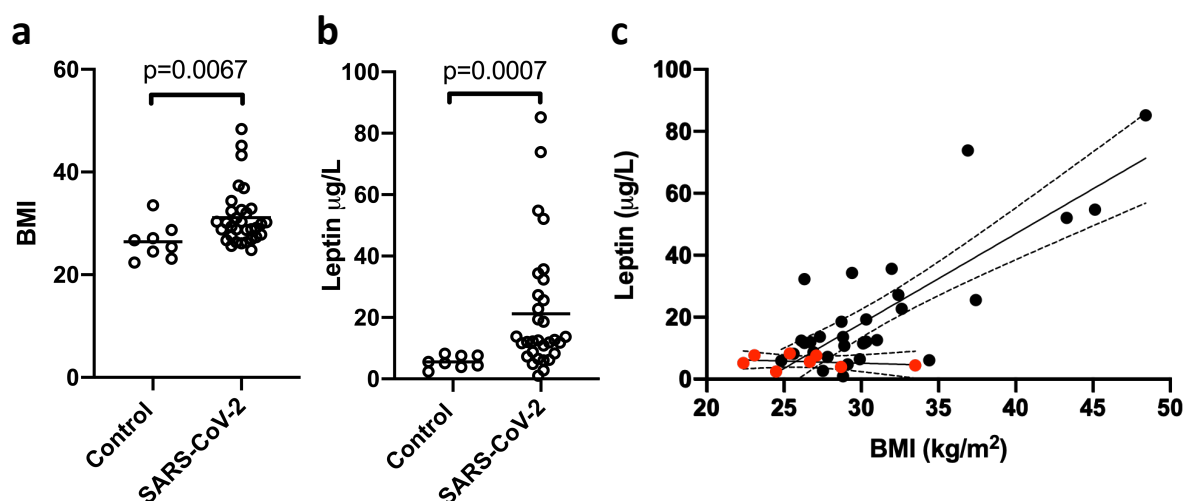 a
p=0.0067
60
40
20
0
BMI
Control
SARS-CoV-2
b
p=0.0007
100
80
60
40
20
0
Leptin μg/L
Control
SARS-CoV-2
c
100
80
60
40
20
0
Leptin (μg/L)
20 25 30 35 40 45 50
BMI (kg/m²)